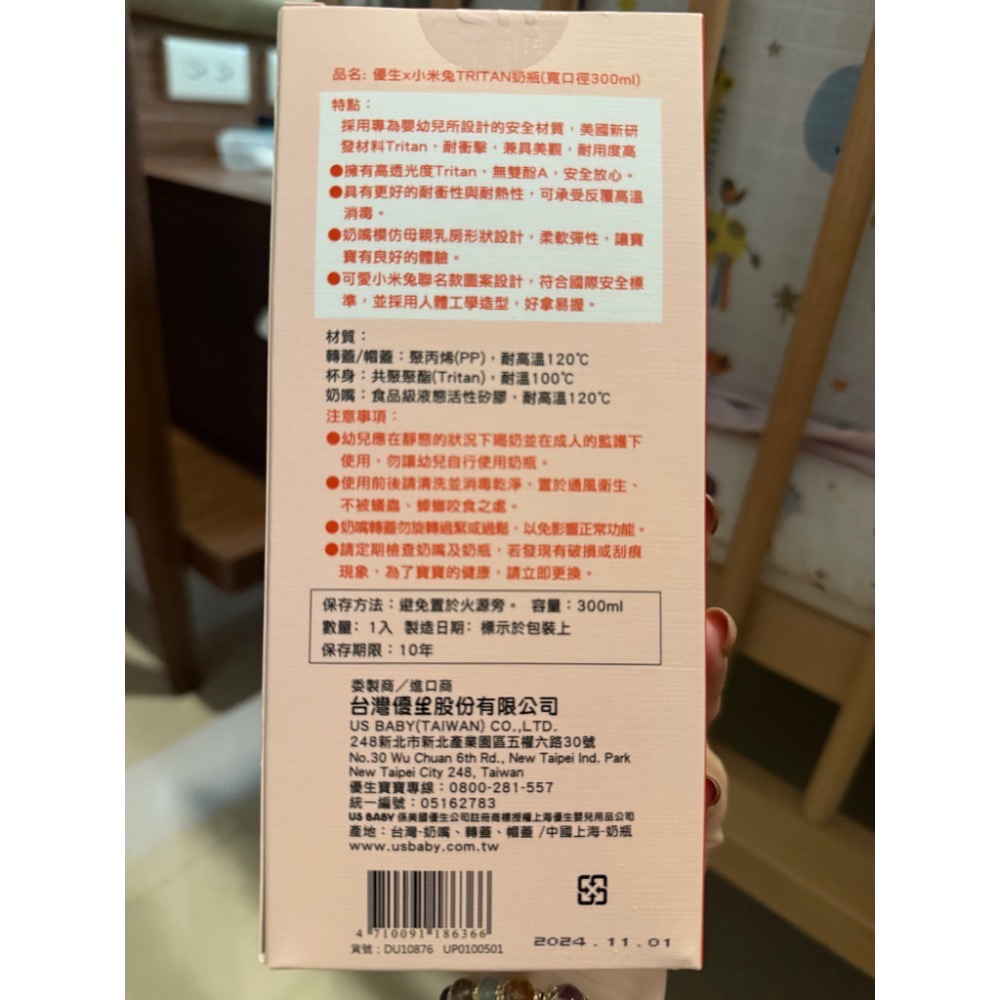 品名: 優生x小米兔TRITAN奶瓶(寬口徑300ml)
特點：
採用專為嬰幼兒所設計的安全材質，美國新研
發材料Tritan，耐衝擊，兼具美觀，耐用度高
●擁有高透光度Tritan，無雙酚A，安全放心。
●具有更好的耐衝性與耐熱性，可承受反覆高溫
消毒。
●奶嘴模仿母親乳房形狀設計，柔軟彈性，讓寶
寶有良好的體驗。
●可愛小米兔聯名款圖案設計，符合國際安全標
準，並採用人體工學造型，好拿易握。
材質：
轉蓋/帽蓋：聚丙烯(PP)，耐高溫120℃
杯身：共聚聚酯(Tritan)，耐溫100℃
奶嘴：食品級液態活性矽膠，耐高溫120℃
注意事項：
●幼兒應在靜態的狀況下喝奶並在成人的監護下
使用，勿讓幼兒自行使用奶瓶。
●使用前後請清洗並消毒乾淨，置於通風衛生、
不被蟻蟲、蟑螂咬食之處。
●奶嘴轉蓋勿旋轉過緊或過鬆，以免影響正常功能。
●請定期檢查奶嘴及奶瓶，若發現有破損或刮痕
現象，為了寶寶的健康，請立即更換。
保存方法：避免置於火源旁。 容量：300ml
數量：1入 製造日期：標示於包裝上
保存期限：10年
委製商／進口商
台灣優生股份有限公司
US BABY(TAIWAN) CO.,LTD.
248新北市新北產業園區五權六路30號
No.30 Wu Chuan 6th Rd., New Taipei Ind. Park
New Taipei City 248, Taiwan
優生寶寶專線：0800-281-557
統一編號：05162783
US BABY 係美國優生公司註冊商標授權上海優生嬰兒用品公司
產地：台灣-奶嘴、轉蓋、帽蓋 /中國上海-奶瓶
www.usbaby.com.tw
4 710091 186366
貨號：DU10876 UP0100501
2024.11.01